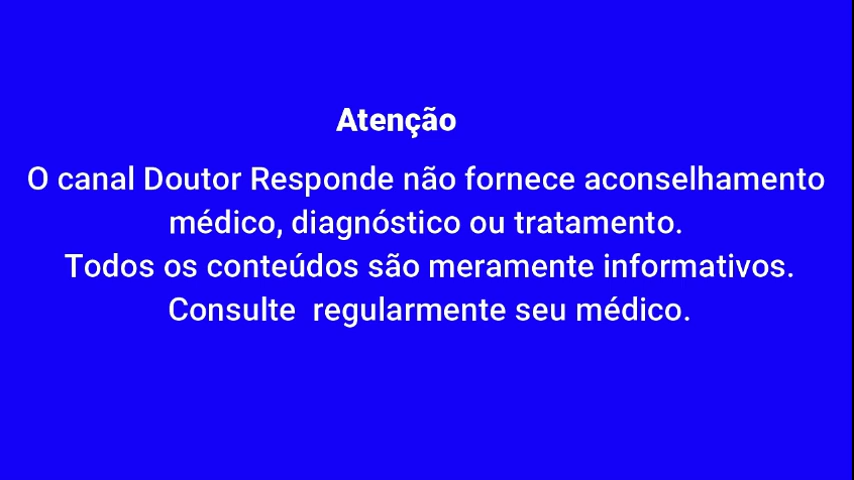 Atenção
O canal Doutor Responde não fornece aconselhamento
médico, diagnóstico ou tratamento.
Todos os conteúdos são meramente informativos.
Consulte  regularmente seu médico.